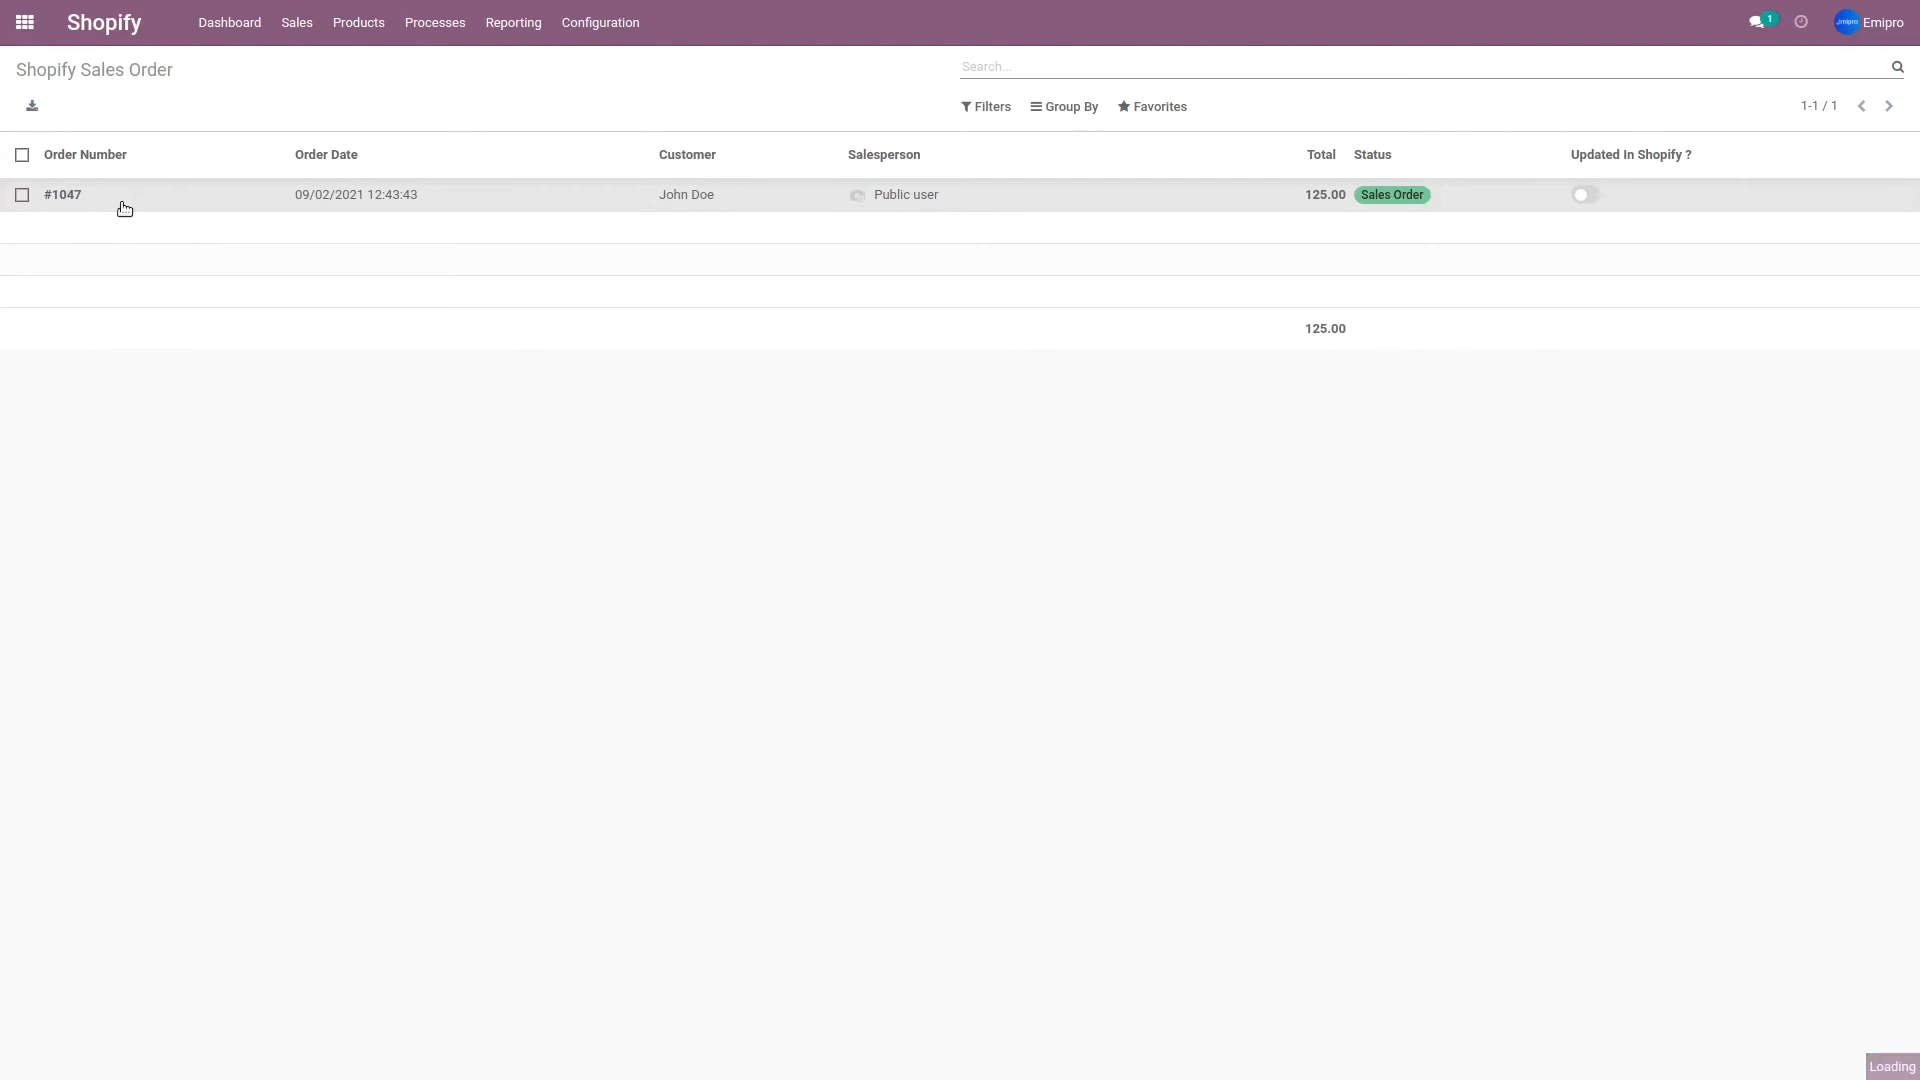 Shopify Dashboard Sales Products Processes Reporting Configuration 1 Emipro
Shopify Sales Order Search...
Filters Group By Favorites 1-1 / 1
Order Number Order Date Customer Salesperson Total Status Updated In Shopify ?
#1047 09/02/2021 12:43:43 John Doe Public user 125.00 Sales Order
125.00
Loading